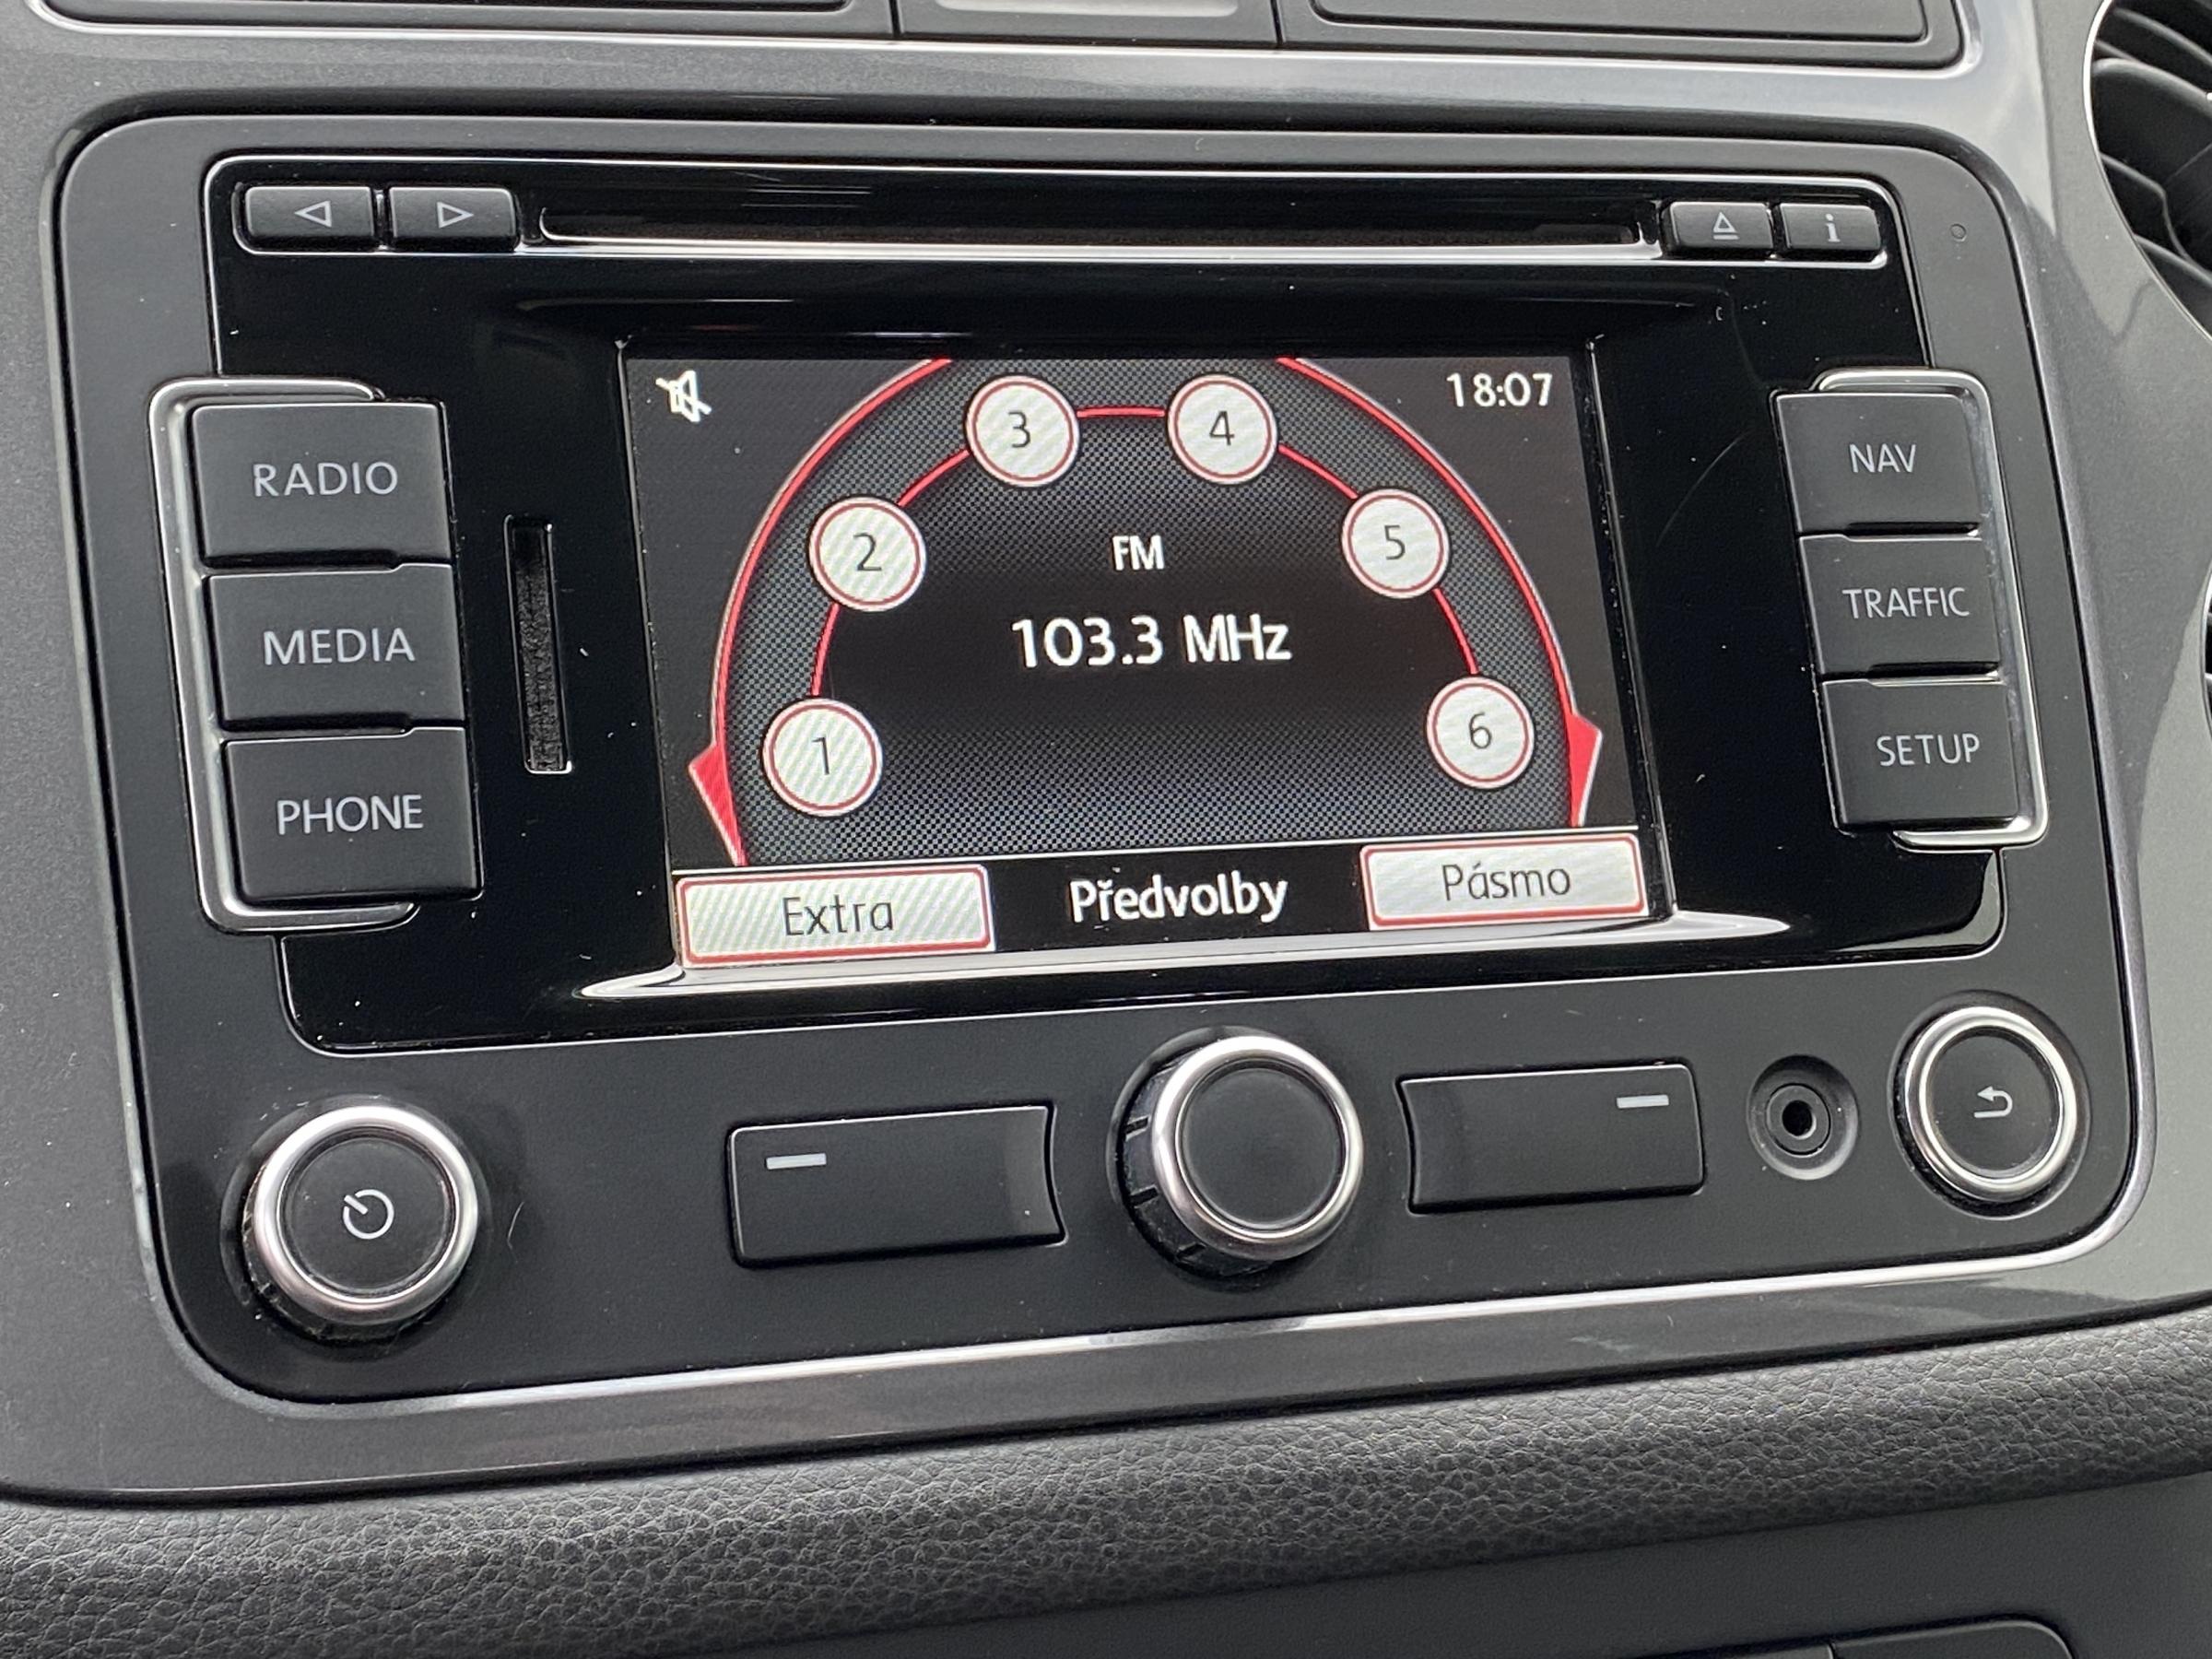 i
18:07
3 4
2 5
FM
103.3 MHz
1 6
Extra Předvolby Pásmo
RADIO
MEDIA
PHONE
NAV
TRAFFIC
SETUP